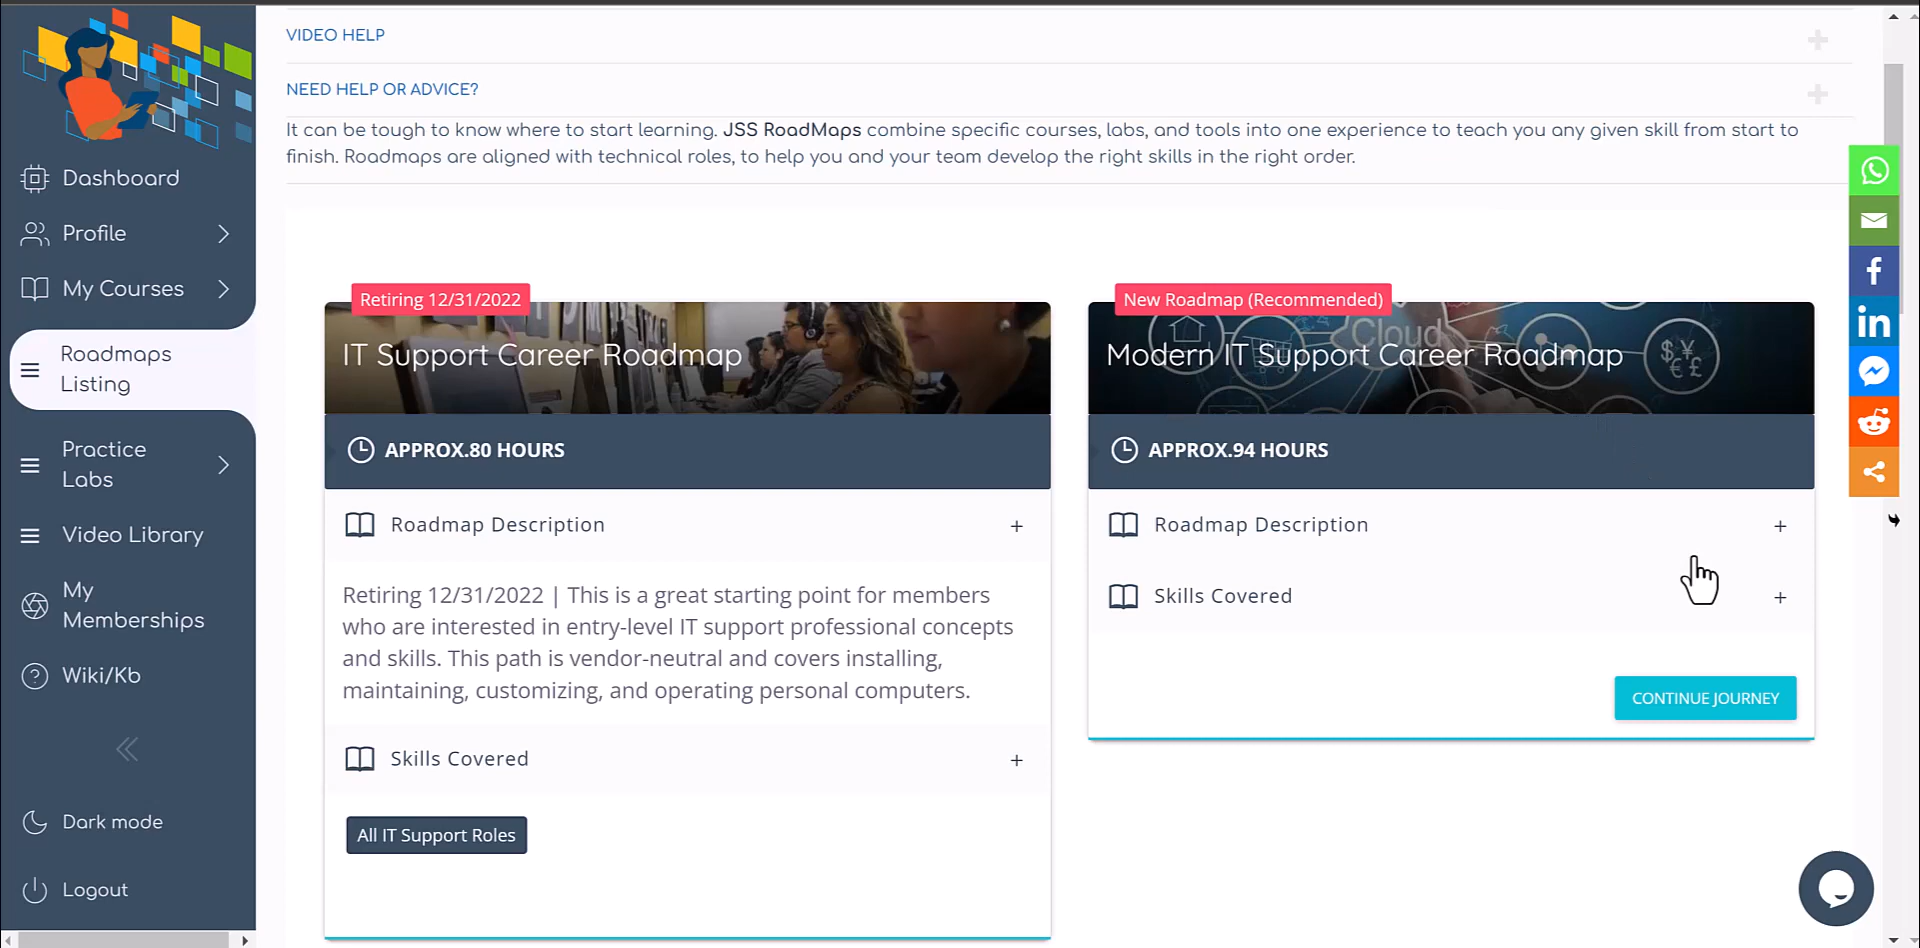 VIDEO HELP
NEED HELP OR ADVICE?
It can be tough to know where to start learning. JSS RoadMaps combine specific courses, labs, and tools into one experience to teach you any given skill from start to
finish. Roadmaps are aligned with technical roles, to help you and your team develop the right skills in the right order.
Dashboard
Profile
My Courses
Roadmaps
Listing
Practice
Labs
Video Library
My
Memberships
Wiki/Kb
Dark mode
Logout
Retiring 12/31/2022
IT Support Career Roadmap
APPROX.80 HOURS
Roadmap Description
Retiring 12/31/2022 | This is a great starting point for members
who are interested in entry-level IT support professional concepts
and skills. This path is vendor-neutral and covers installing,
maintaining, customizing, and operating personal computers.
Skills Covered
All IT Support Roles
New Roadmap (Recommended)
Cloud
Modern IT Support Career Roadmap
APPROX.94 HOURS
Roadmap Description
Skills Covered
CONTINUE JOURNEY